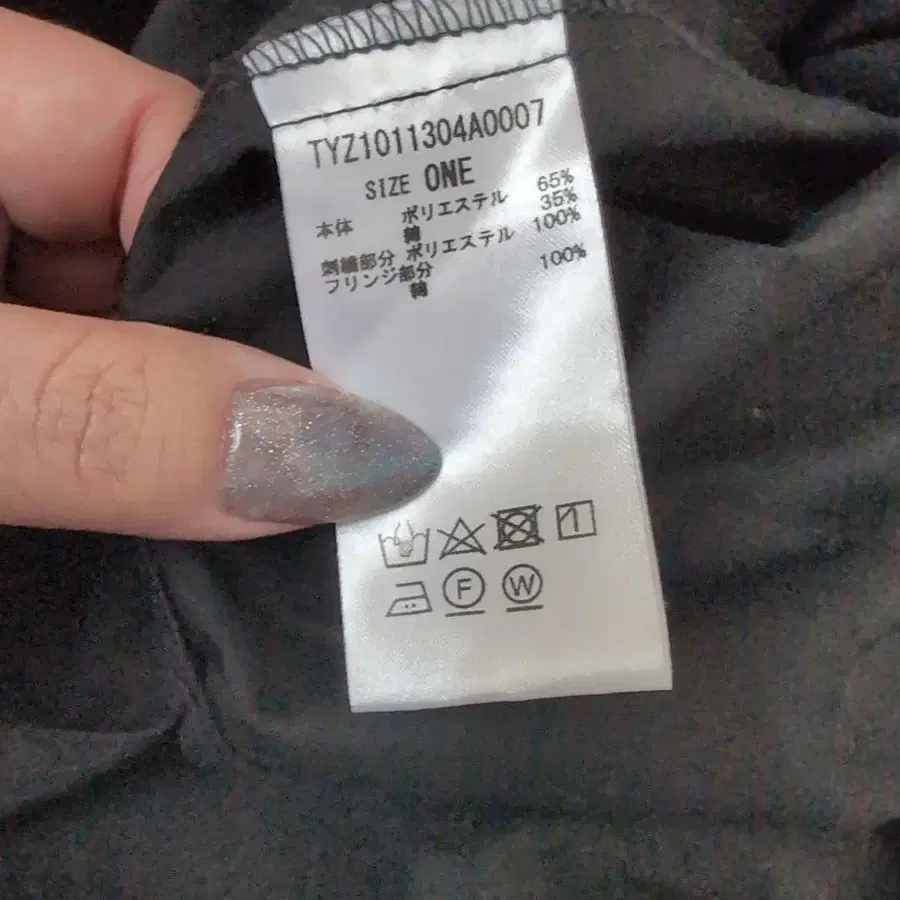 TYZ1011304A0007
SIZE ONE
本体 ポリエステル 65%
綿 35%
刺繍部分 ポリエステル 100%
フリンジ部分
綿 100%
F W